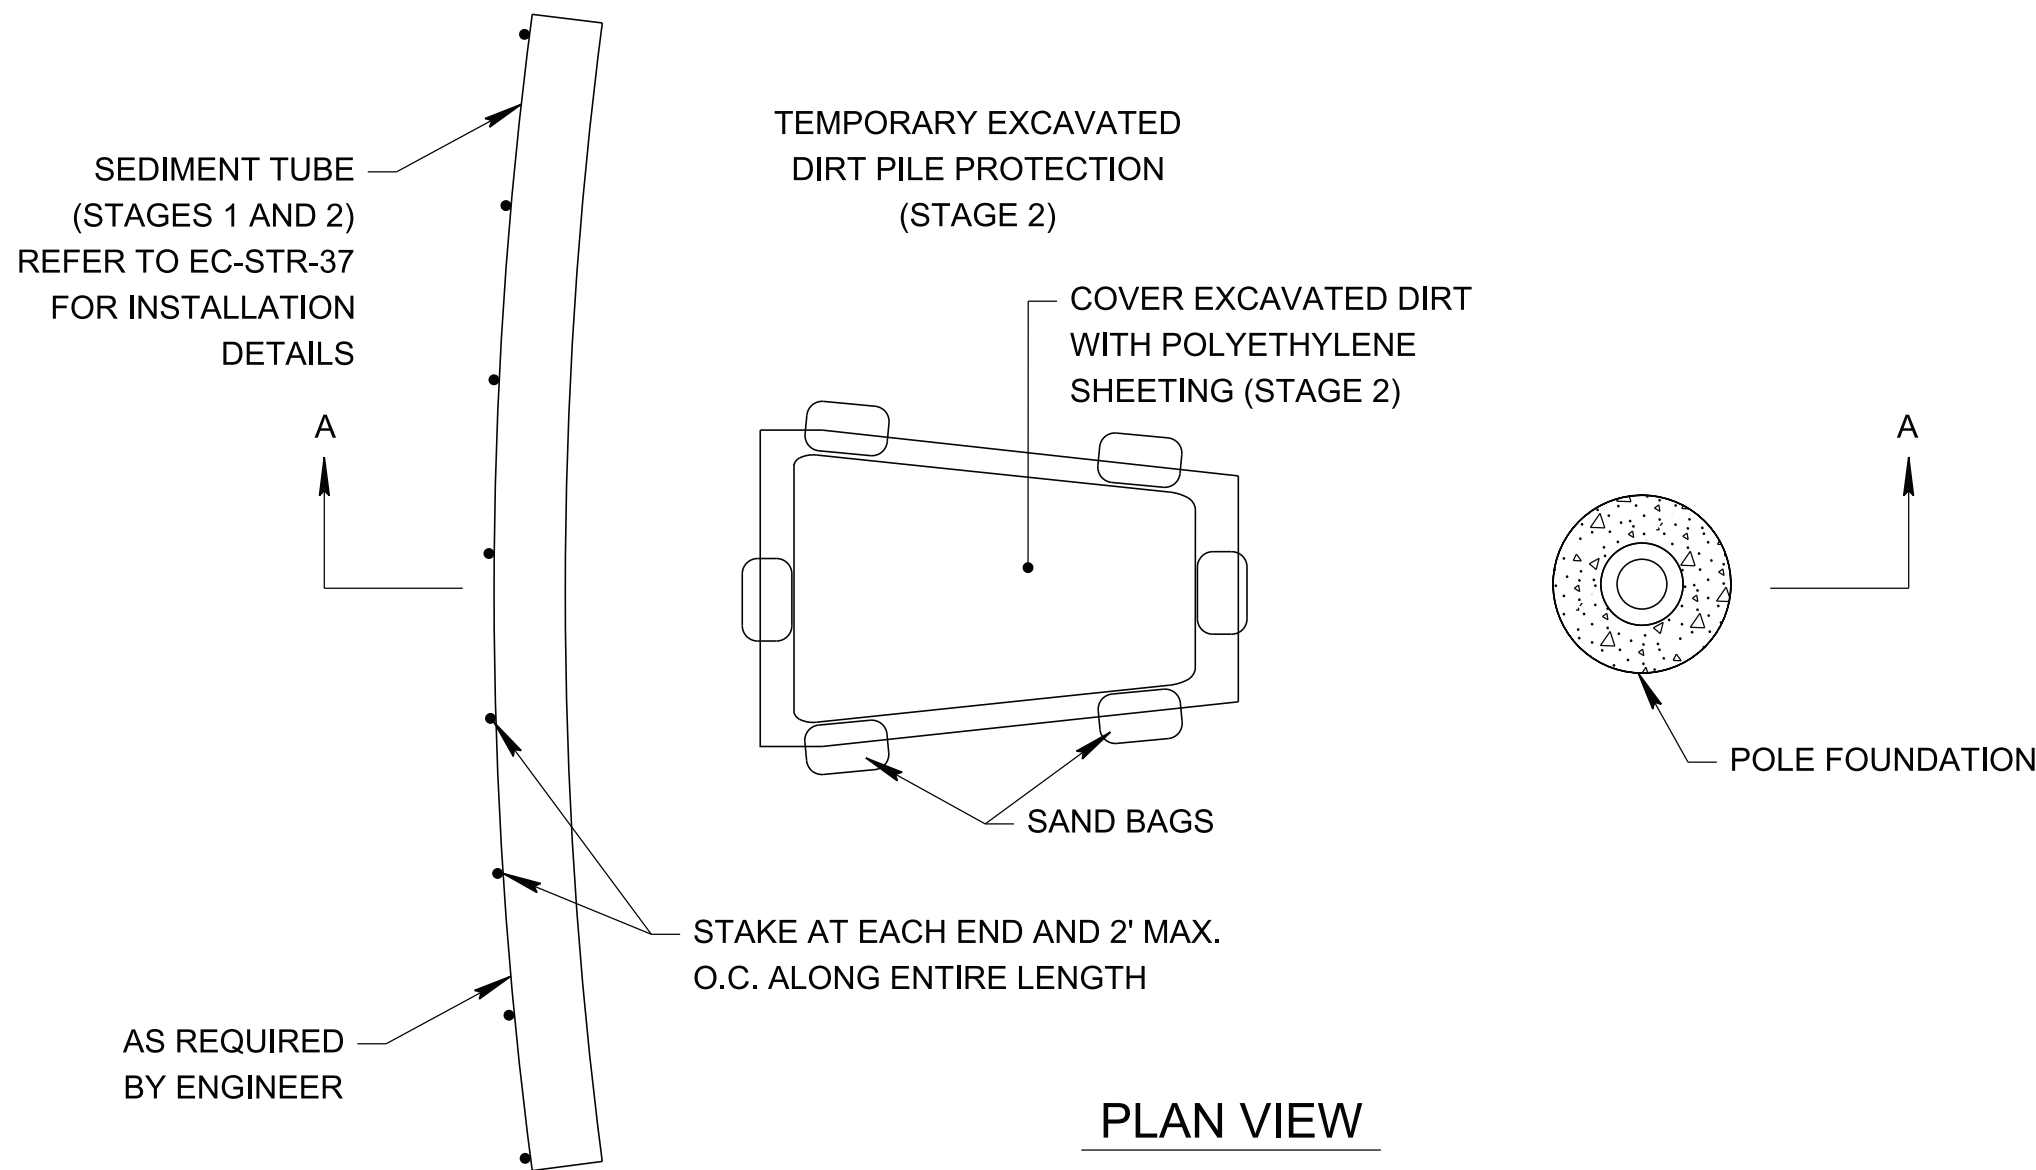 SEDIMENT TUBE
(STAGES 1 AND 2)
REFER TO EC-STR-37
FOR INSTALLATION
DETAILS
TEMPORARY EXCAVATED
DIRT PILE PROTECTION
(STAGE 2)
COVER EXCAVATED DIRT
WITH POLYETHYLENE
SHEETING (STAGE 2)
A
A
POLE FOUNDATION
SAND BAGS
STAKE AT EACH END AND 2' MAX.
O.C. ALONG ENTIRE LENGTH
AS REQUIRED
BY ENGINEER
PLAN VIEW